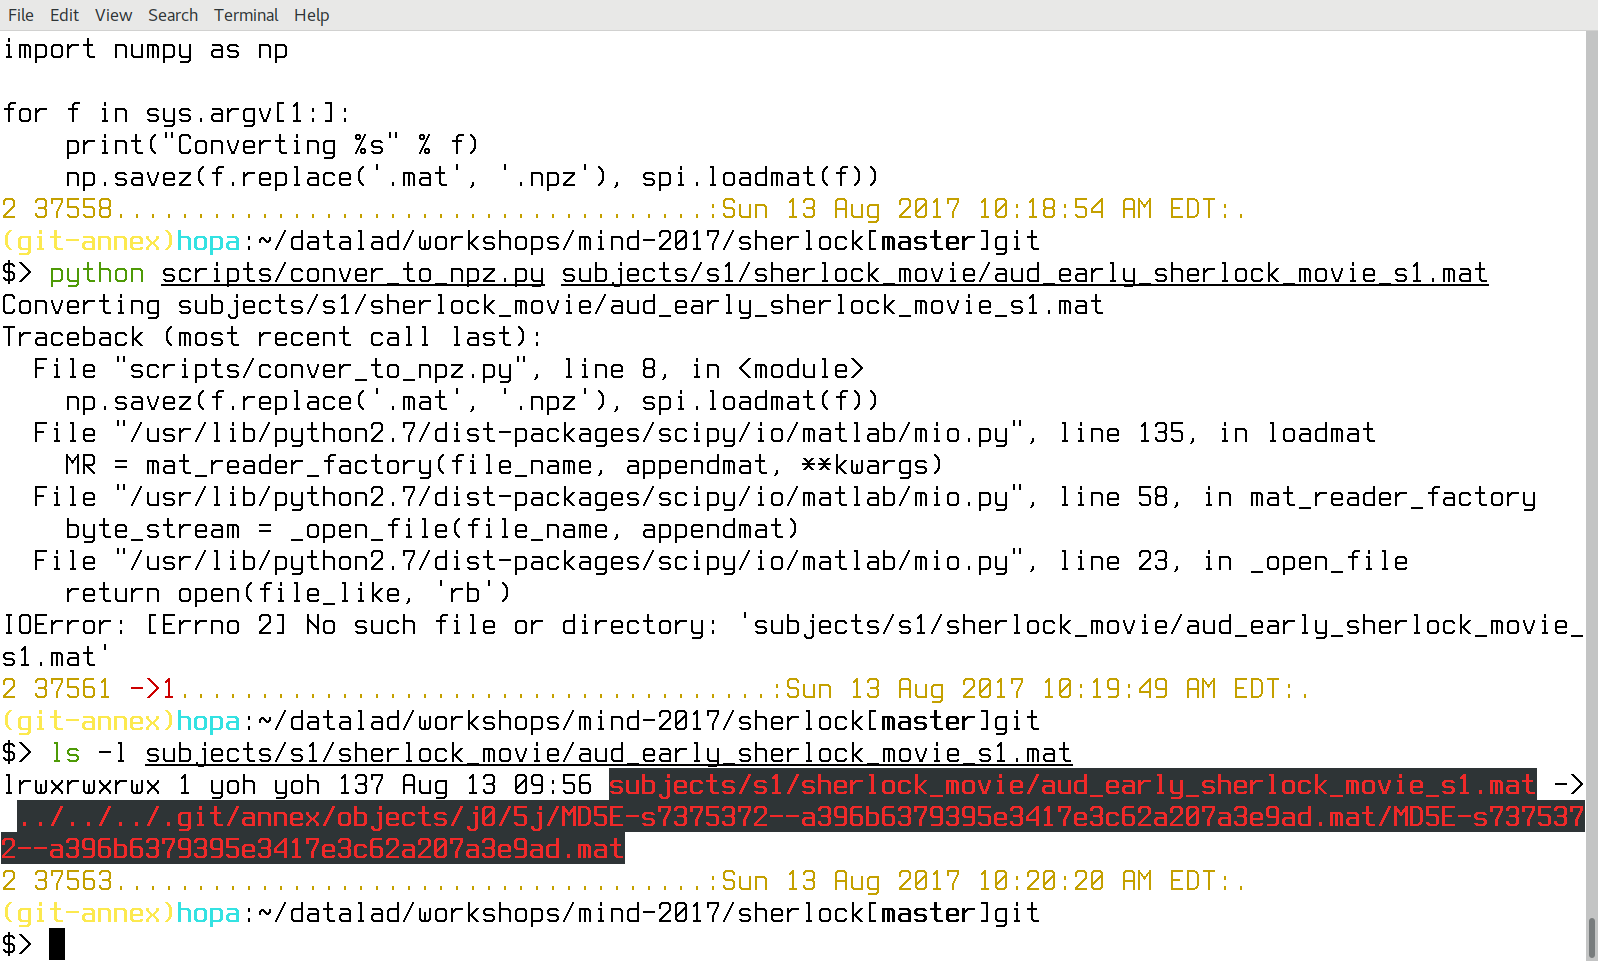 File Edit View Search Terminal Help
import numpy as np
for f in sys.argv[1:]:
    print("Converting %s" % f)
    np.savez(f.replace('.mat', '.npz'), spi.loadmat(f))
2 37558.....................................:Sun 13 Aug 2017 10:18:54 AM EDT:.
(git-annex)hopa:~/datalad/workshops/mind-2017/sherlock[master]git
$> python scripts/conver_to_npz.py subjects/s1/sherlock_movie/aud_early_sherlock_movie_s1.mat
Converting subjects/s1/sherlock_movie/aud_early_sherlock_movie_s1.mat
Traceback (most recent call last):
  File "scripts/conver_to_npz.py", line 8, in <module>
    np.savez(f.replace('.mat', '.npz'), spi.loadmat(f))
  File "/usr/lib/python2.7/dist-packages/scipy/io/matlab/mio.py", line 135, in loadmat
    MR = mat_reader_factory(file_name, appendmat, **kwargs)
  File "/usr/lib/python2.7/dist-packages/scipy/io/matlab/mio.py", line 58, in mat_reader_factory
    byte_stream = _open_file(file_name, appendmat)
  File "/usr/lib/python2.7/dist-packages/scipy/io/matlab/mio.py", line 23, in _open_file
    return open(file_like, 'rb')
IOError: [Errno 2] No such file or directory: 'subjects/s1/sherlock_movie/aud_early_sherlock_movie_
s1.mat'
2 37561 ->1.....................................:Sun 13 Aug 2017 10:19:49 AM EDT:.
(git-annex)hopa:~/datalad/workshops/mind-2017/sherlock[master]git
$> ls -l subjects/s1/sherlock_movie/aud_early_sherlock_movie_s1.mat
lrwxrwxrwx 1 yoh yoh 137 Aug 13 09:56 subjects/s1/sherlock_movie/aud_early_sherlock_movie_s1.mat ->
 ../../../.git/annex/objects/j0/5j/MD5E-s7375372--a396b6379395e3417e3c62a207a3e9ad.mat/MD5E-s737537
2--a396b6379395e3417e3c62a207a3e9ad.mat
2 37563.....................................:Sun 13 Aug 2017 10:20:20 AM EDT:.
(git-annex)hopa:~/datalad/workshops/mind-2017/sherlock[master]git
$>